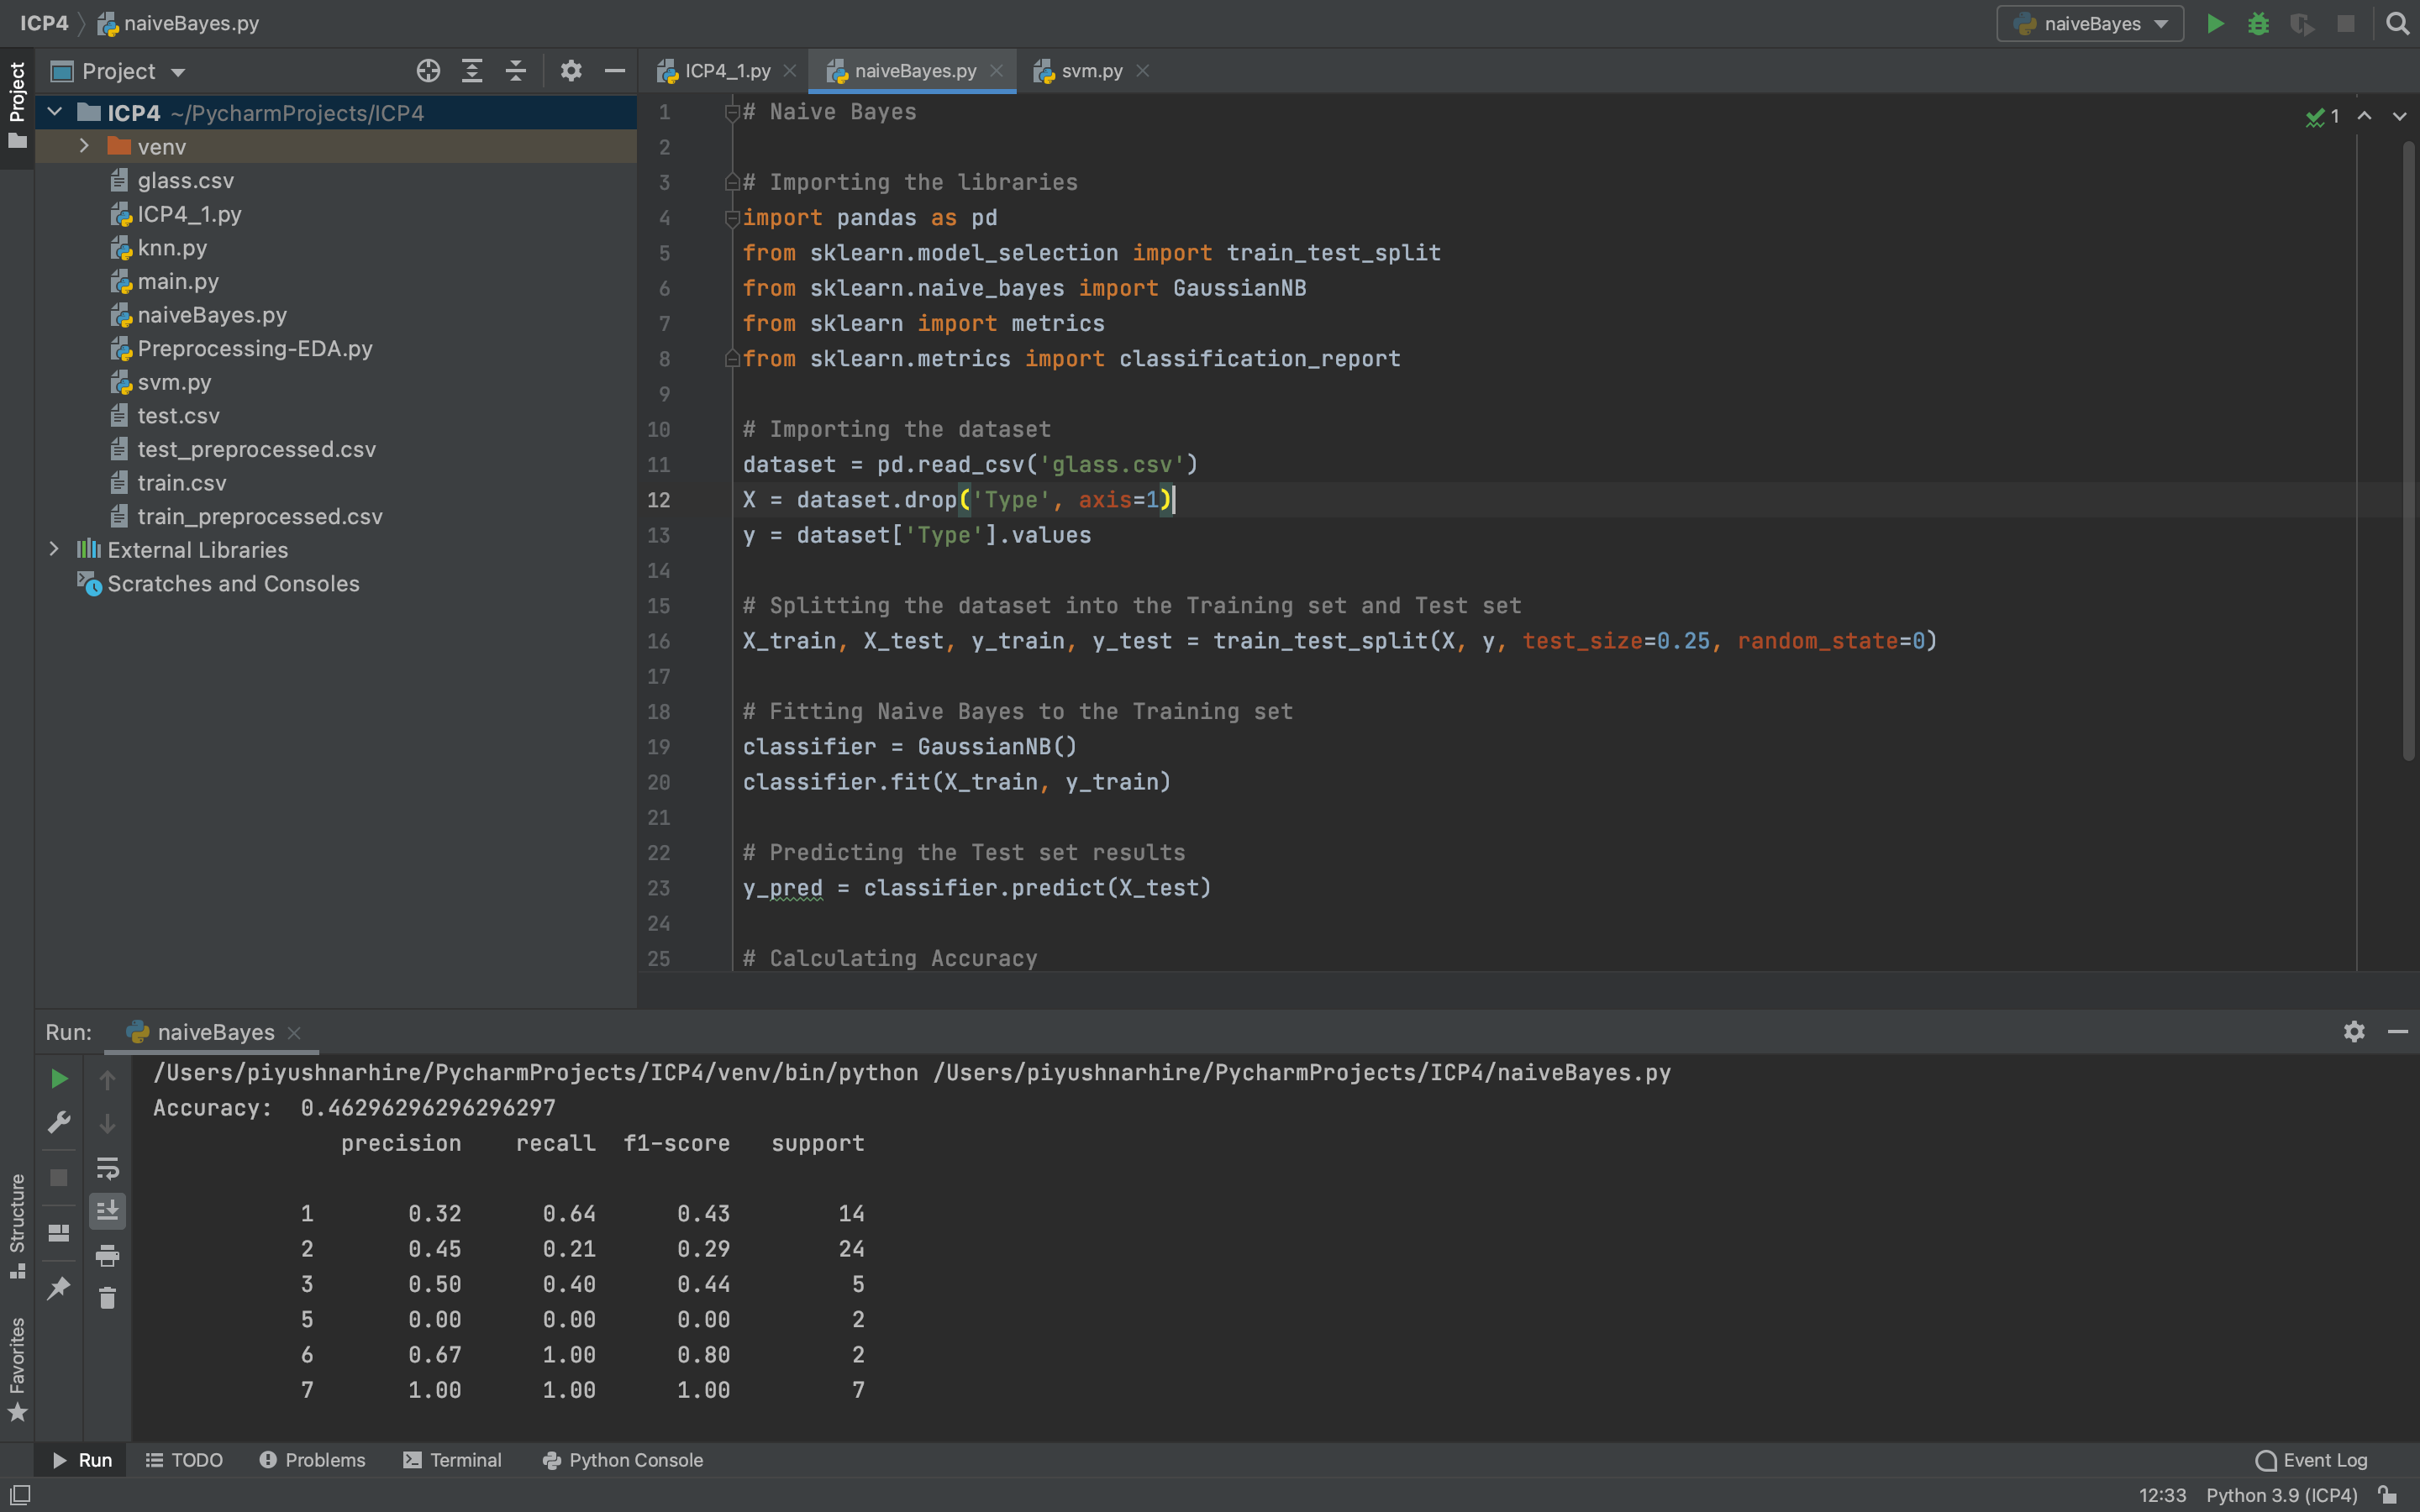 ICP4 naiveBayes.py naiveBayes
Project
Project
ICP4_1.py naiveBayes.py svm.py
ICP4 ~/PycharmProjects/ICP4
venv
glass.csv
ICP4_1.py
knn.py
main.py
naiveBayes.py
Preprocessing-EDA.py
svm.py
test.csv
test_preprocessed.csv
train.csv
train_preprocessed.csv
External Libraries
Scratches and Consoles
1
1 # Naive Bayes
2
3 # Importing the libraries
4 import pandas as pd
5 from sklearn.model_selection import train_test_split
6 from sklearn.naive_bayes import GaussianNB
7 from sklearn import metrics
8 from sklearn.metrics import classification_report
9
10 # Importing the dataset
11 dataset = pd.read_csv('glass.csv')
12 X = dataset.drop('Type', axis=1)
13 y = dataset['Type'].values
14
15 # Splitting the dataset into the Training set and Test set
16 X_train, X_test, y_train, y_test = train_test_split(X, y, test_size=0.25, random_state=0)
17
18 # Fitting Naive Bayes to the Training set
19 classifier = GaussianNB()
20 classifier.fit(X_train, y_train)
21
22 # Predicting the Test set results
23 y_pred = classifier.predict(X_test)
24
25 # Calculating Accuracy
Run: naiveBayes
/Users/piyushnarhire/PycharmProjects/ICP4/venv/bin/python /Users/piyushnarhire/PycharmProjects/ICP4/naiveBayes.py
Accuracy: 0.46296296296296297
precision recall f1-score support
1 0.32 0.64 0.43 14
2 0.45 0.21 0.29 24
3 0.50 0.40 0.44 5
5 0.00 0.00 0.00 2
6 0.67 1.00 0.80 2
7 1.00 1.00 1.00 7
Structure
Favorites
Run TODO Problems Terminal Python Console Event Log
12:33 Python 3.9 (ICP4)